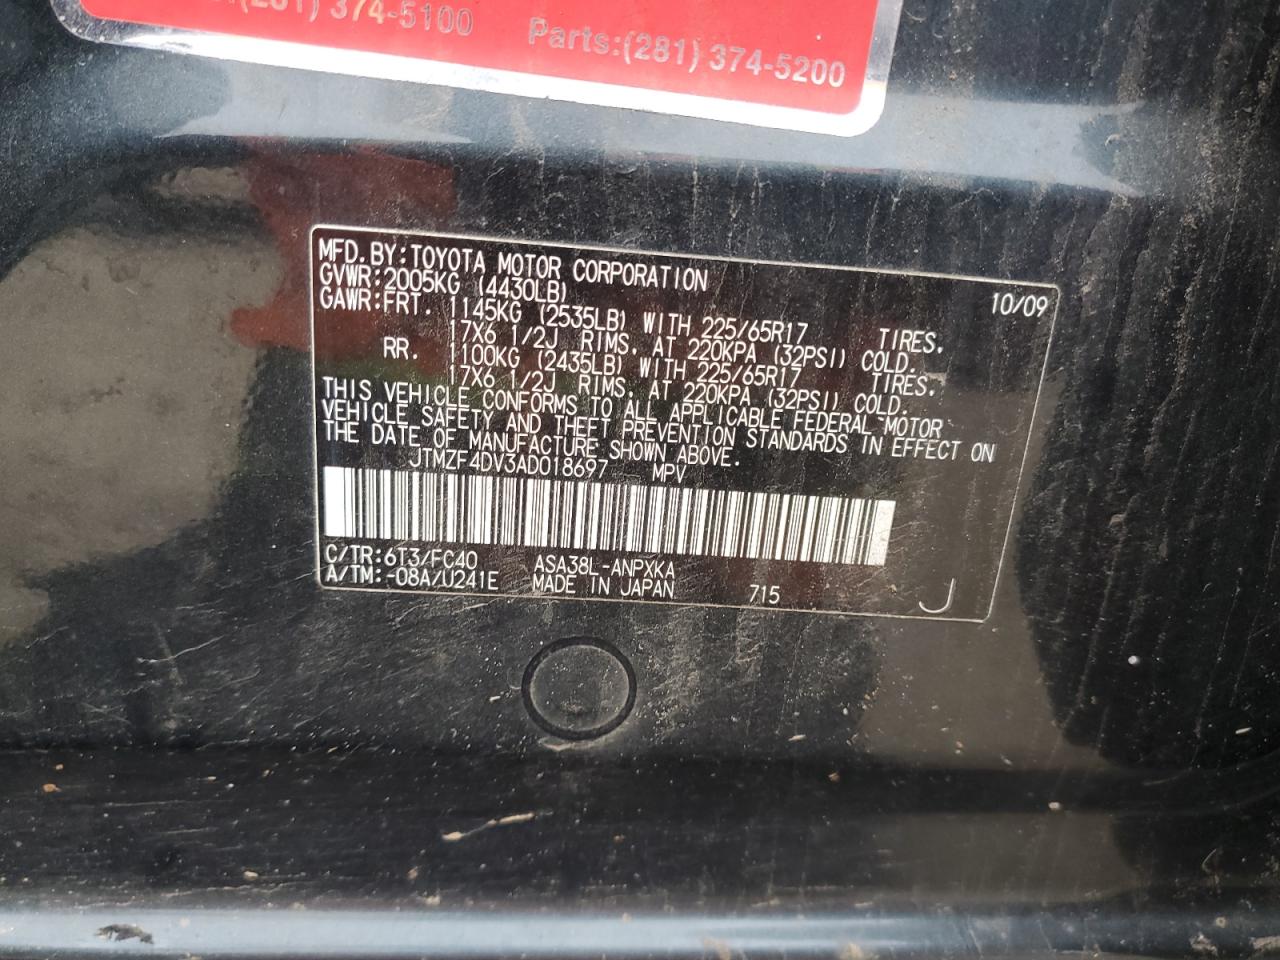 (281) 374-5100 Parts:(281) 374-5200
MFD.BY:TOYOTA MOTOR CORPORATION 10/09
GVWR:2005KG (4430LB)
GAWR:FRT. 1145KG (2535LB) WITH 225/65R17 TIRES.
17X6 1/2J RIMS. AT 220KPA (32PSI) COLD.
RR. 1100KG (2435LB) WITH 225/65R17 TIRES.
17X6 1/2J RIMS. AT 220KPA (32PSI) COLD.
THIS VEHICLE CONFORMS TO ALL APPLICABLE FEDERAL MOTOR
VEHICLE SAFETY AND THEFT PREVENTION STANDARDS IN EFFECT ON
THE DATE OF MANUFACTURE SHOWN ABOVE.
JTMZF4DV3AD018697 MPV
C/TR:6T3/FC40 ASA38L-ANPXKA
A/TM:-08A/U241E MADE IN JAPAN 715 J